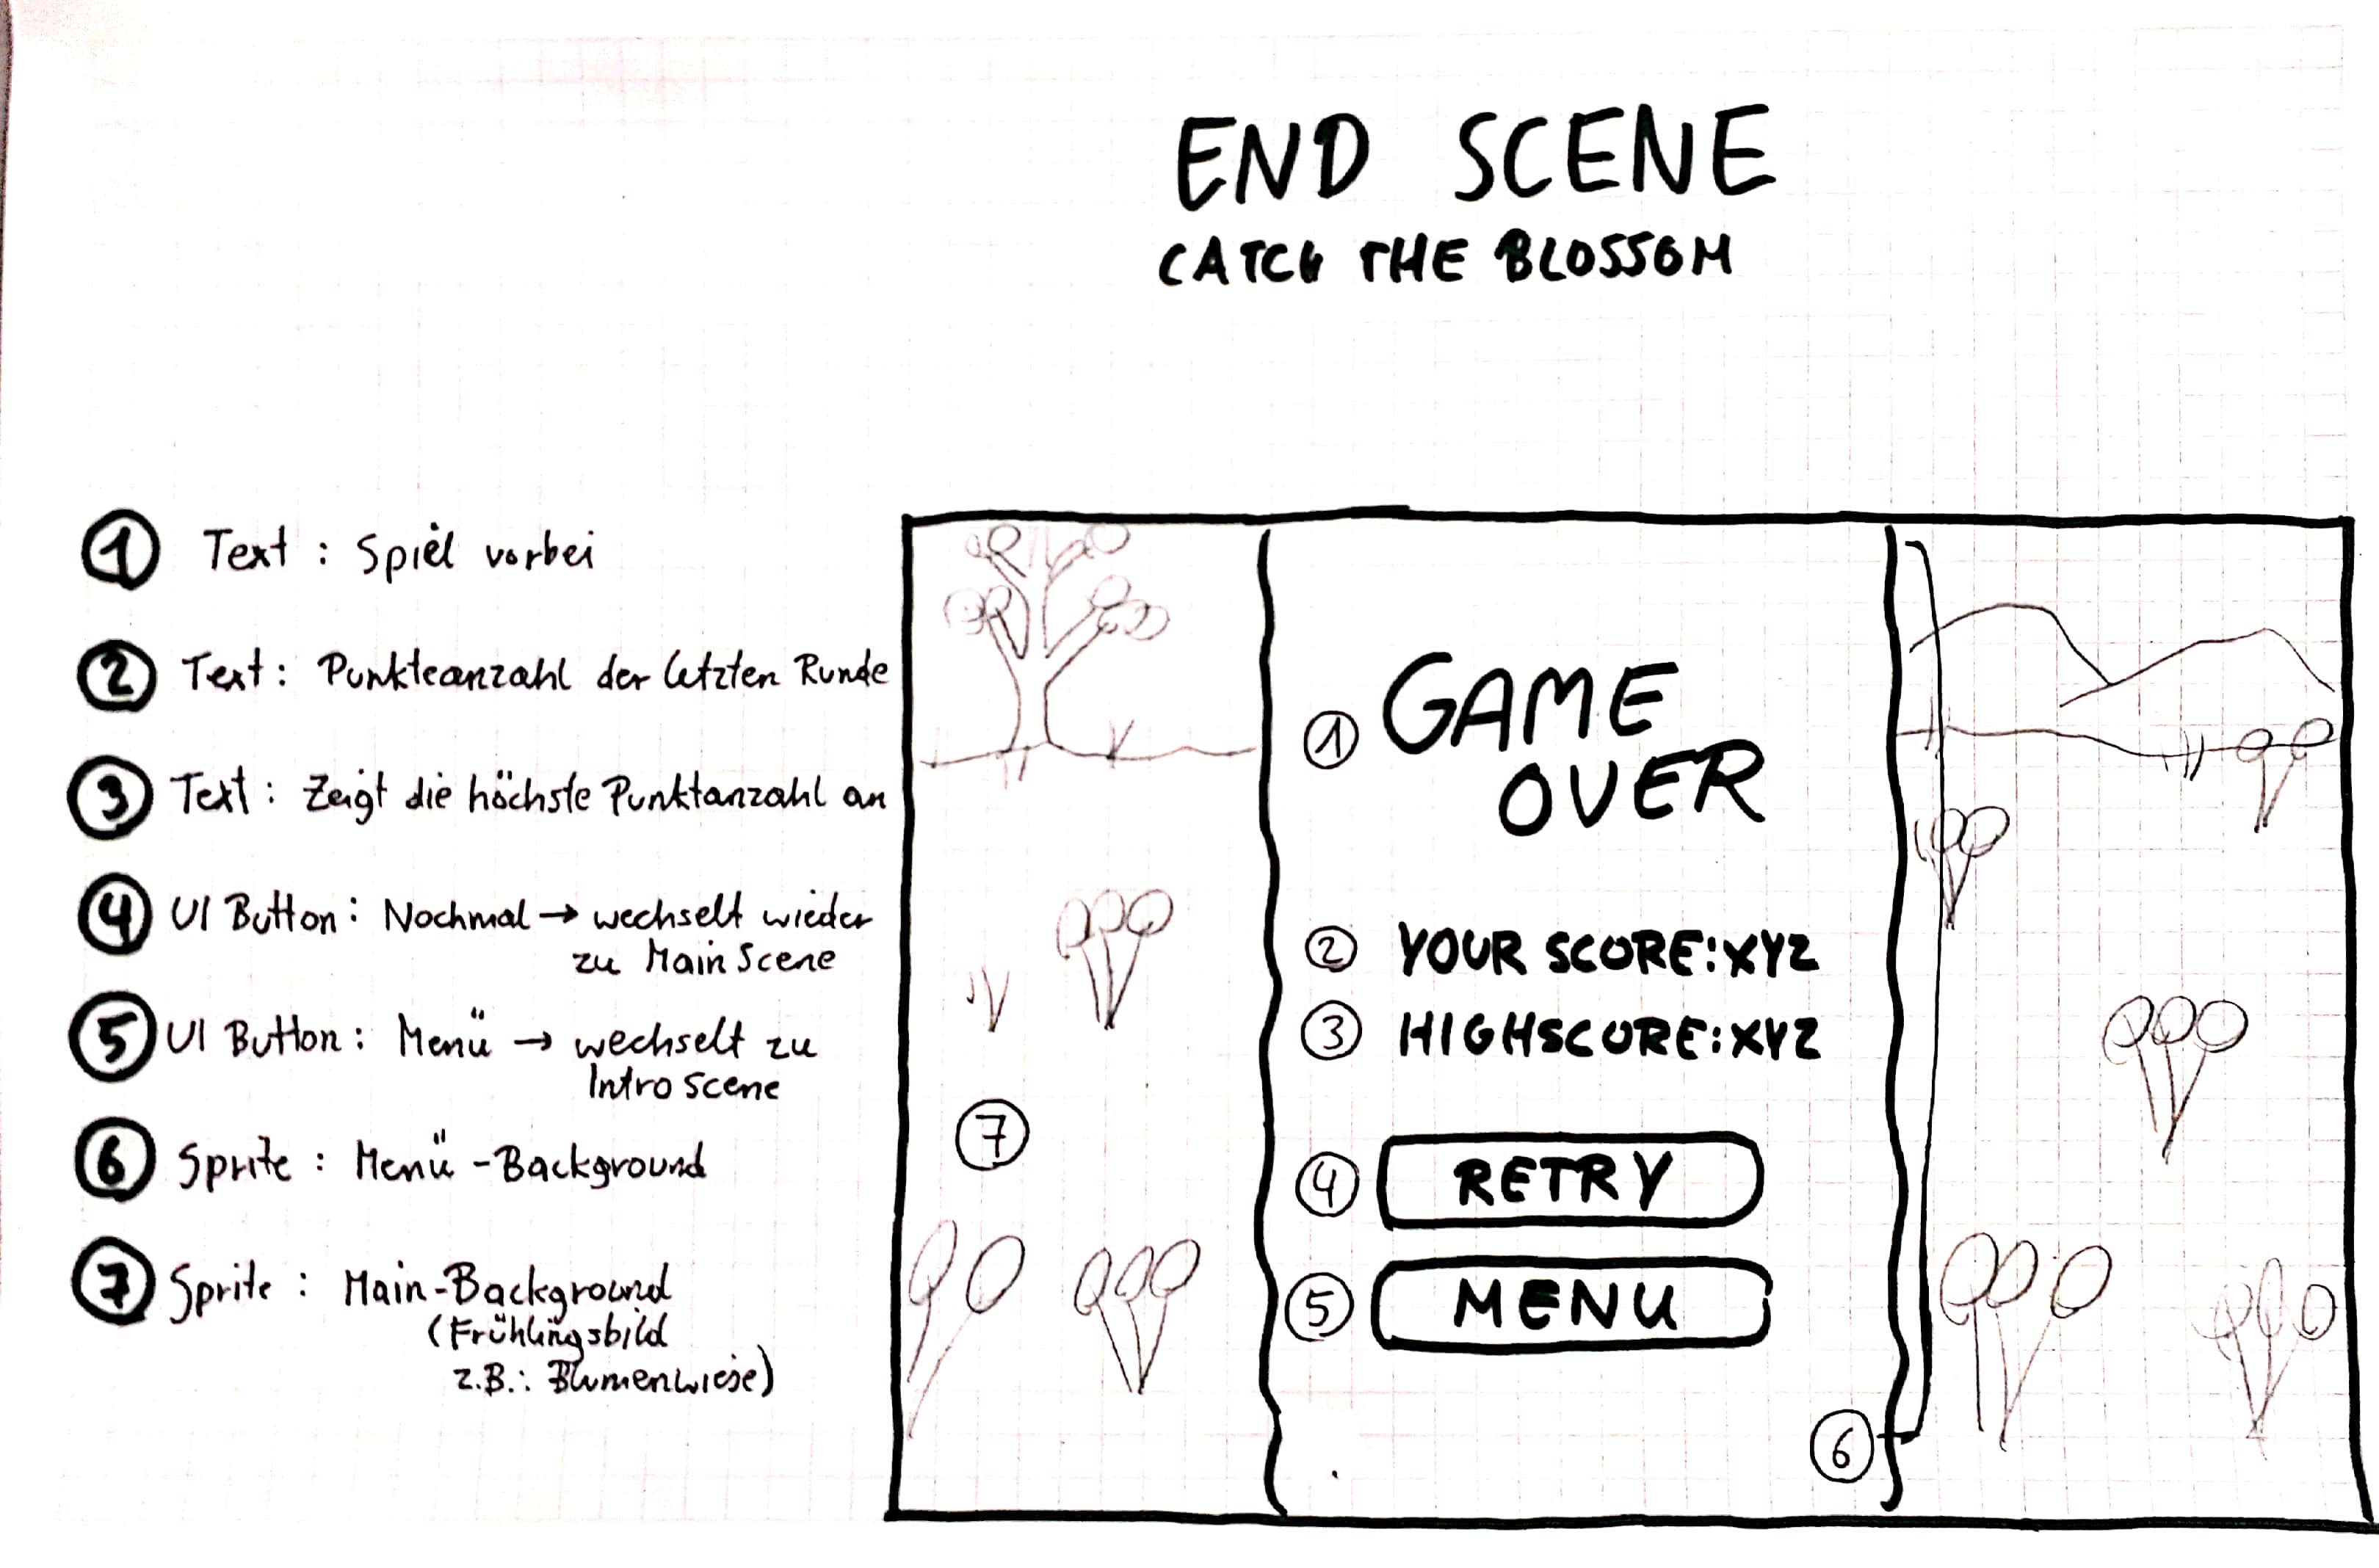 END SCENE
CATCH THE BLOSSOM
1 Text : Spiel vorbei
2 Text : Punkteanzahl der letzten Runde
3 Text : Zeigt die höchste Punktanzahl an
4 UI Button : Nochmal → wechselt wieder
zu Main Scene
5 UI Button : Menü → wechselt zu
Intro scene
6 Sprite : Menü - Background
7 Sprite : Main-Background
(Frühlingsbild
z.B.: Blumenwiese)
1 GAME
OVER
2 YOUR SCORE: XYZ
3 HIGHSCORE: XYZ
7
4 RETRY
5 MENU
6